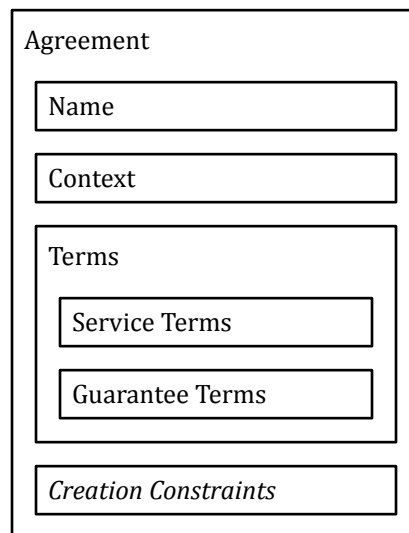 Agreement
Name
Context
Terms
Service Terms
Guarantee Terms
Creation Constraints